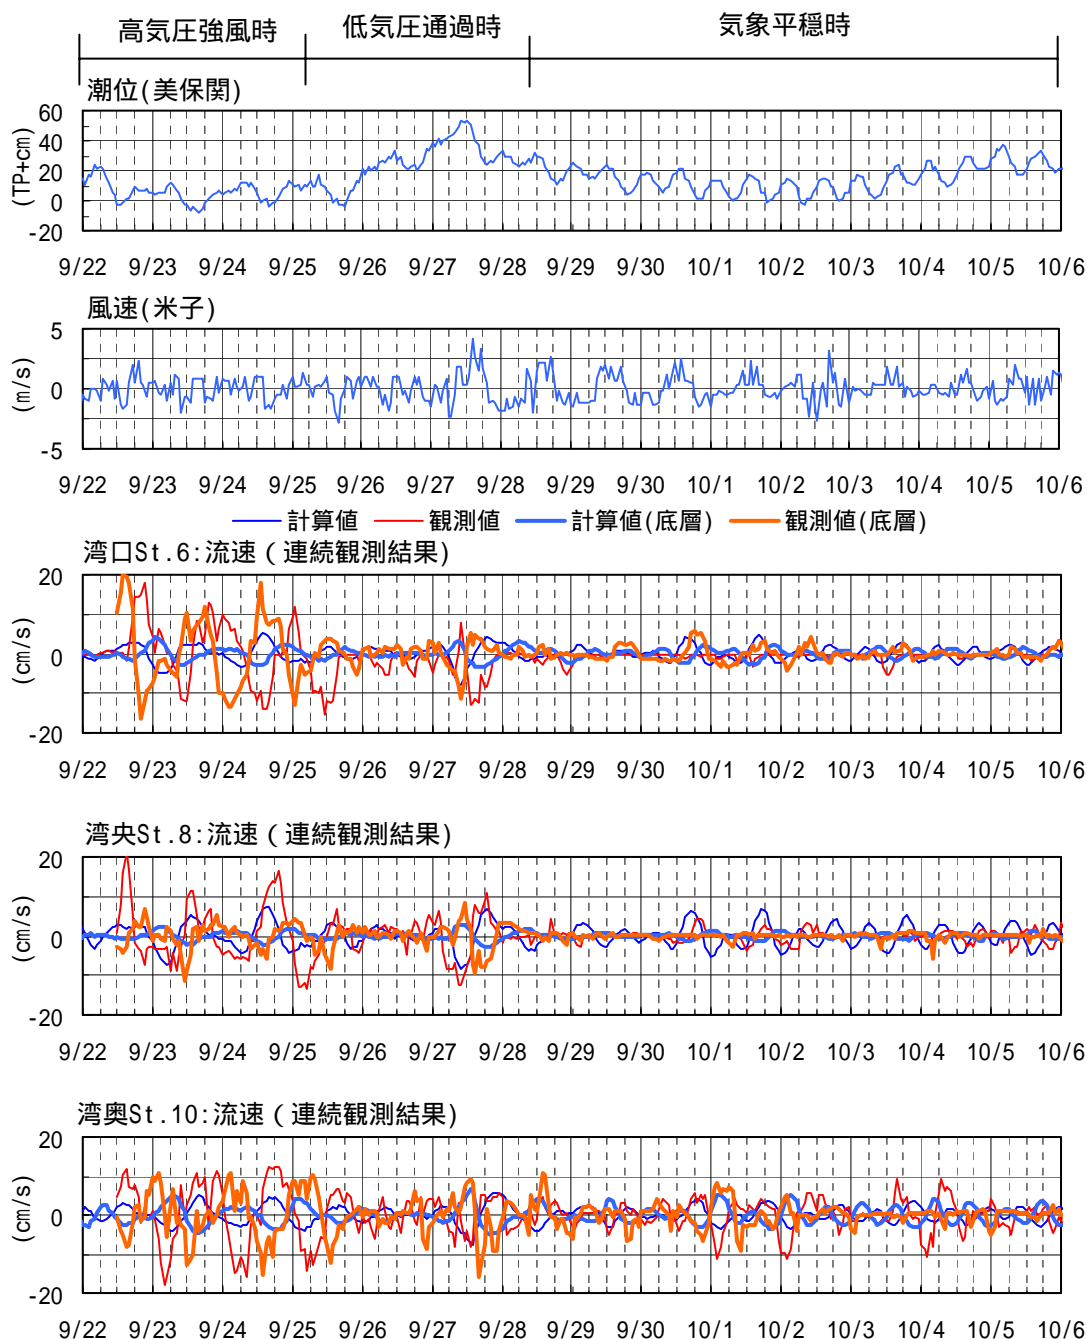 高気圧強風時 低気圧通過時 気象平穏時
潮位(美保関)
60
40
20
0
-20
(TP+cm)
9/22 9/23 9/24 9/25 9/26 9/27 9/28 9/29 9/30 10/1 10/2 10/3 10/4 10/5 10/6
風速(米子)
5
0
-5
(m/s)
9/22 9/23 9/24 9/25 9/26 9/27 9/28 9/29 9/30 10/1 10/2 10/3 10/4 10/5 10/6
計算値 観測値 計算値(底層) 観測値(底層)
湾口St.6:流速(連続観測結果)
20
0
-20
(cm/s)
9/22 9/23 9/24 9/25 9/26 9/27 9/28 9/29 9/30 10/1 10/2 10/3 10/4 10/5 10/6
湾央St.8:流速(連続観測結果)
20
0
-20
(cm/s)
9/22 9/23 9/24 9/25 9/26 9/27 9/28 9/29 9/30 10/1 10/2 10/3 10/4 10/5 10/6
湾奥St.10:流速(連続観測結果)
20
0
-20
(cm/s)
9/22 9/23 9/24 9/25 9/26 9/27 9/28 9/29 9/30 10/1 10/2 10/3 10/4 10/5 10/6